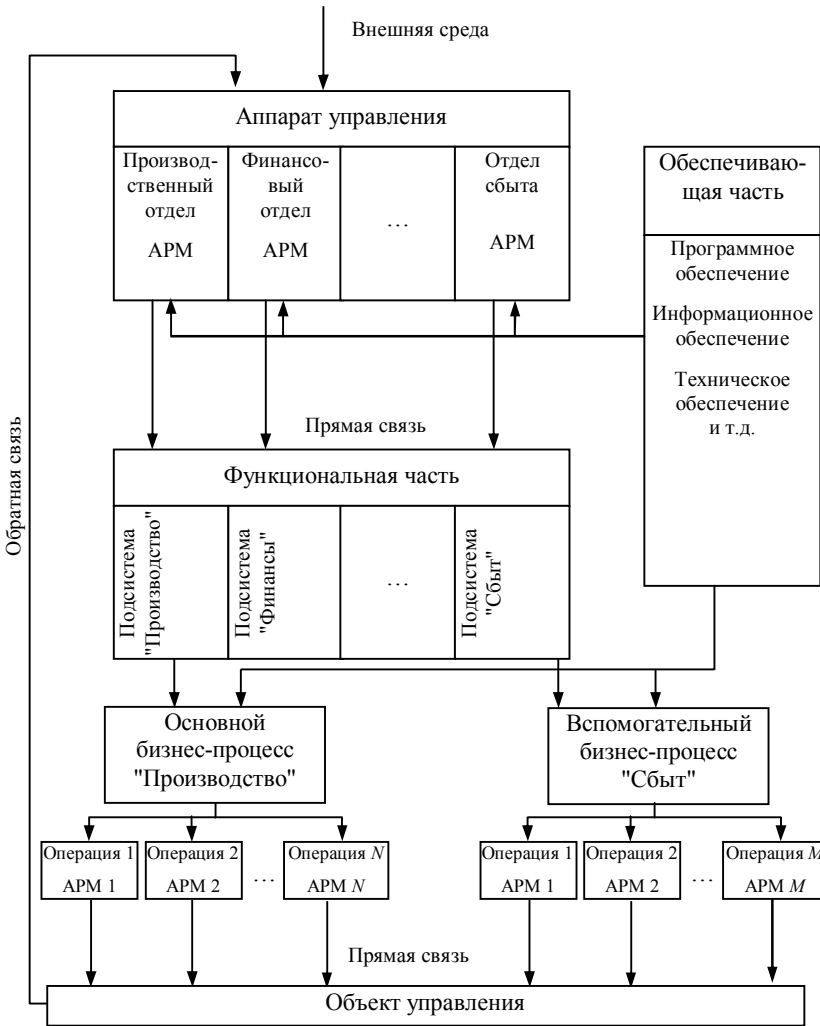 Внешняя среда
Аппарат управления
Производ-
ственный
отдел
АРМ
Финансо-
вый
отдел
АРМ
…
Отдел
сбыта
АРМ
Обеспечиваю-
щая часть
Программное
обеспечение
Информационное
обеспечение
Техническое
обеспечение
и т.д.
Обратная связь
Прямая связь
Функциональная часть
Подсистема
"Производство"
Подсистема
"Финансы"
…
Подсистема
"Сбыт"
Основной
бизнес-процесс
"Производство"
Вспомогательный
бизнес-процесс
"Сбыт"
Операция 1
АРМ 1
Операция 2
АРМ 2
…
Операция N
АРМ N
Операция 1
АРМ 1
Операция 2
АРМ 2
…
Операция M
АРМ M
Прямая связь
Объект управления